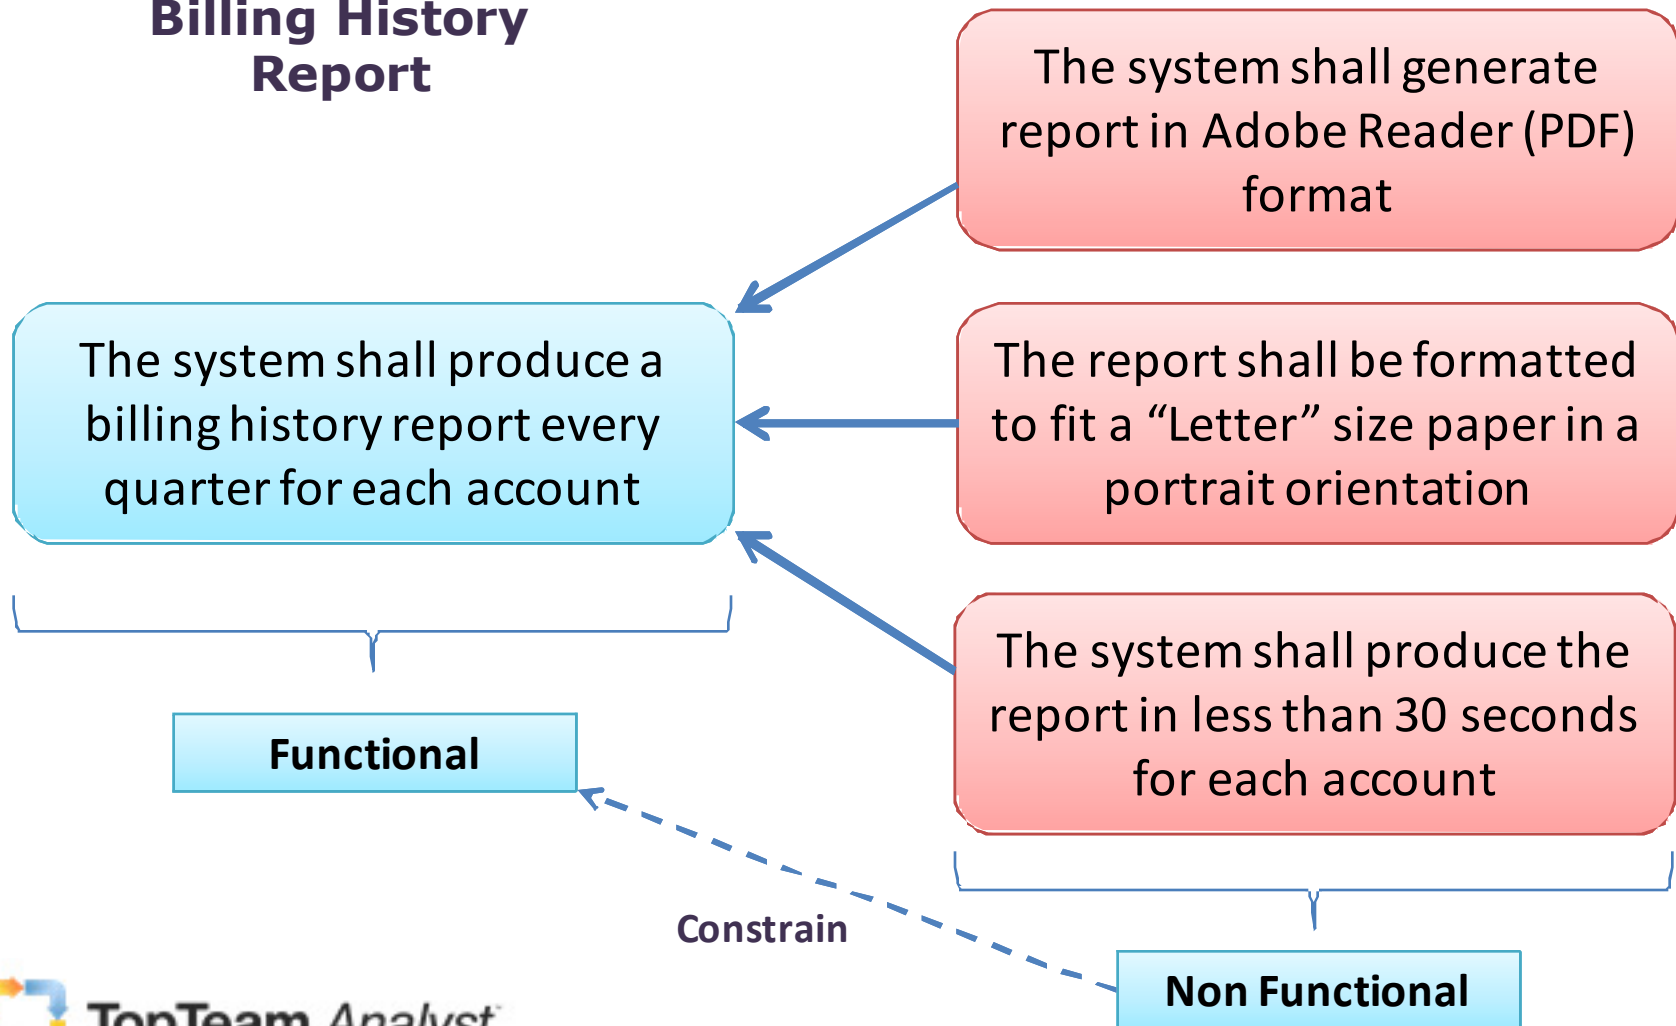 Billing History
Report
The system shall generate
report in Adobe Reader (PDF)
format
The system shall produce a
billing history report every
quarter for each account
The report shall be formatted
to fit a “Letter” size paper in a
portrait orientation
The system shall produce the
report in less than 30 seconds
for each account
Functional
Constrain
Non Functional
TopTeam Analyst